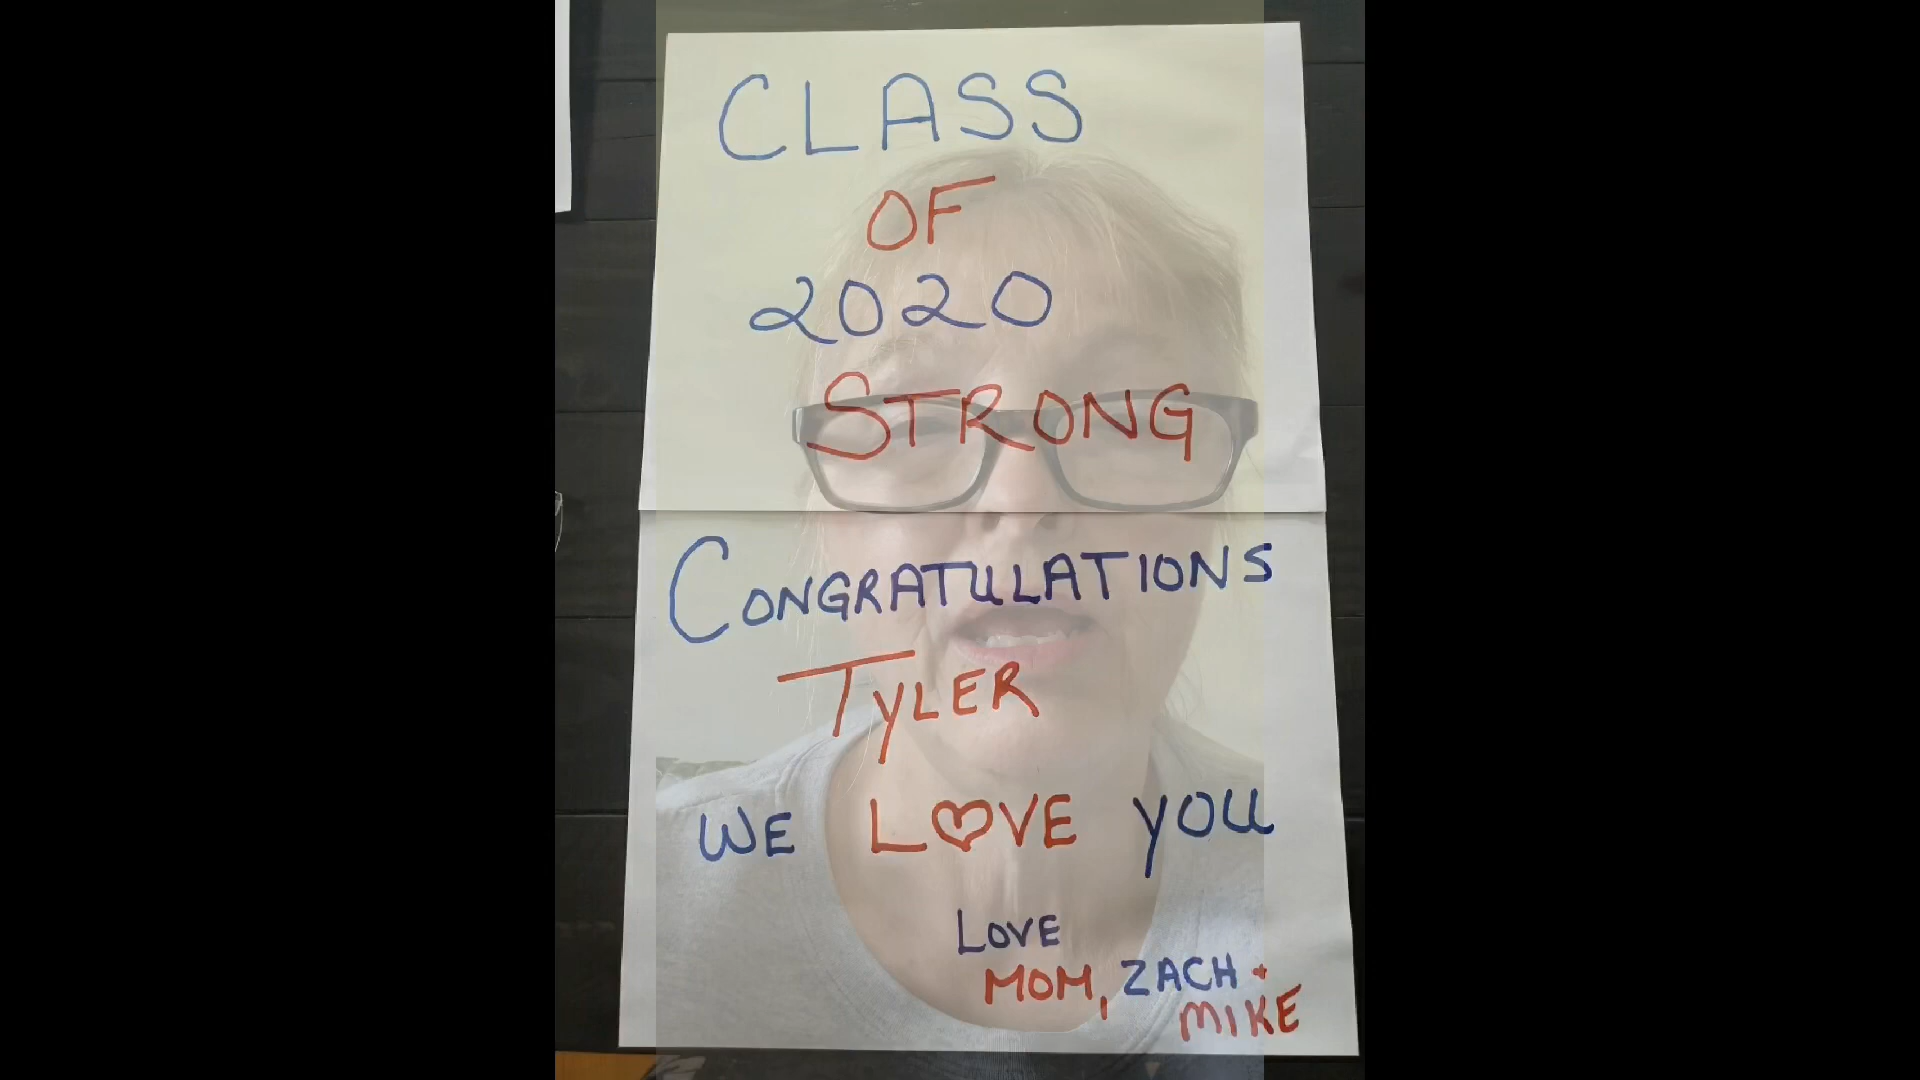 CLASS
OF
2020
STRONG
CONGRATULATIONS
TYLER
WE LOVE YOU
LOVE
MOM, ZACH +
MIKE